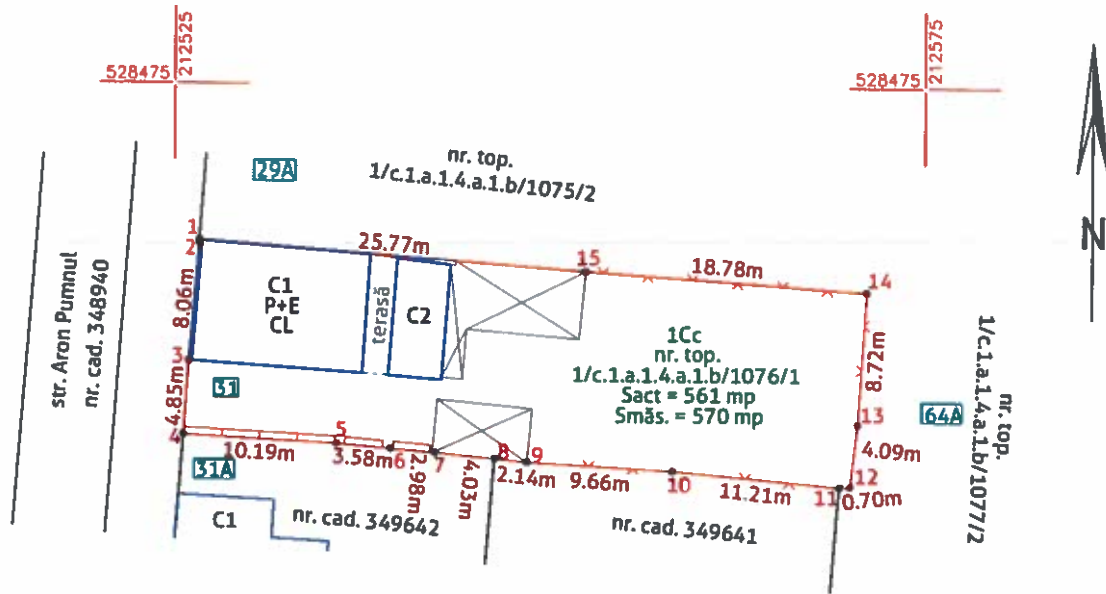 212525
528475
212575
528475
N
29A
nr. top.
1/c.1.a.1.4.a.1.b/1075/2
1
2
25.77m
15
18.78m
14
str. Aron Pumnul
nr. cad. 348940
8.06m
C1
P+E
CL
terasă
C2
1Cc
nr. top.
1/c.1.a.1.4.a.1.b/1076/1
Sact = 561 mp
Smăs. = 570 mp
8.72m
nr. top.
1/c.1.a.1.4.a.1.b/1077/2
64A
3
31
4.85m
4
5
10.19m
3.58m
6
2.98m
7
4.03m
8
2.14m
9
9.66m
10
11.21m
11
0.70m
12
4.09m
13
31A
C1
nr. cad. 349642
nr. cad. 349641